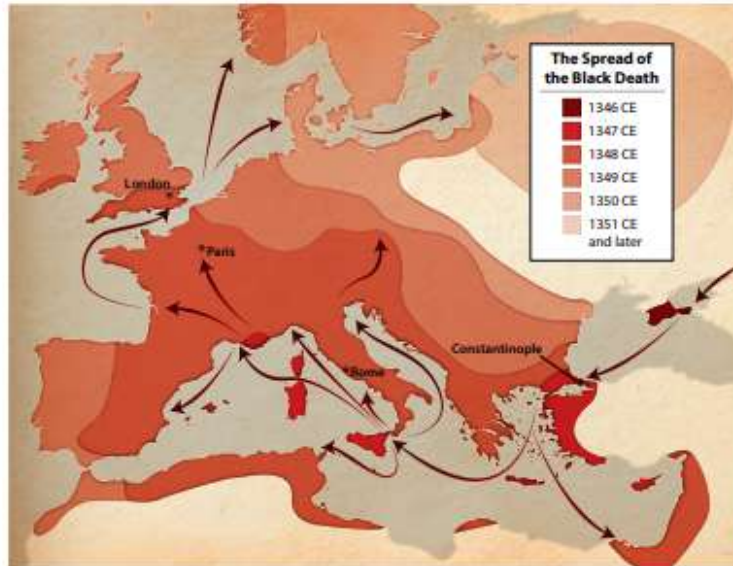 The Spread of
the Black Death
1346 CE
1347 CE
1348 CE
1349 CE
1350 CE
1351 CE
and later
London
Paris
Constantinople
Rome